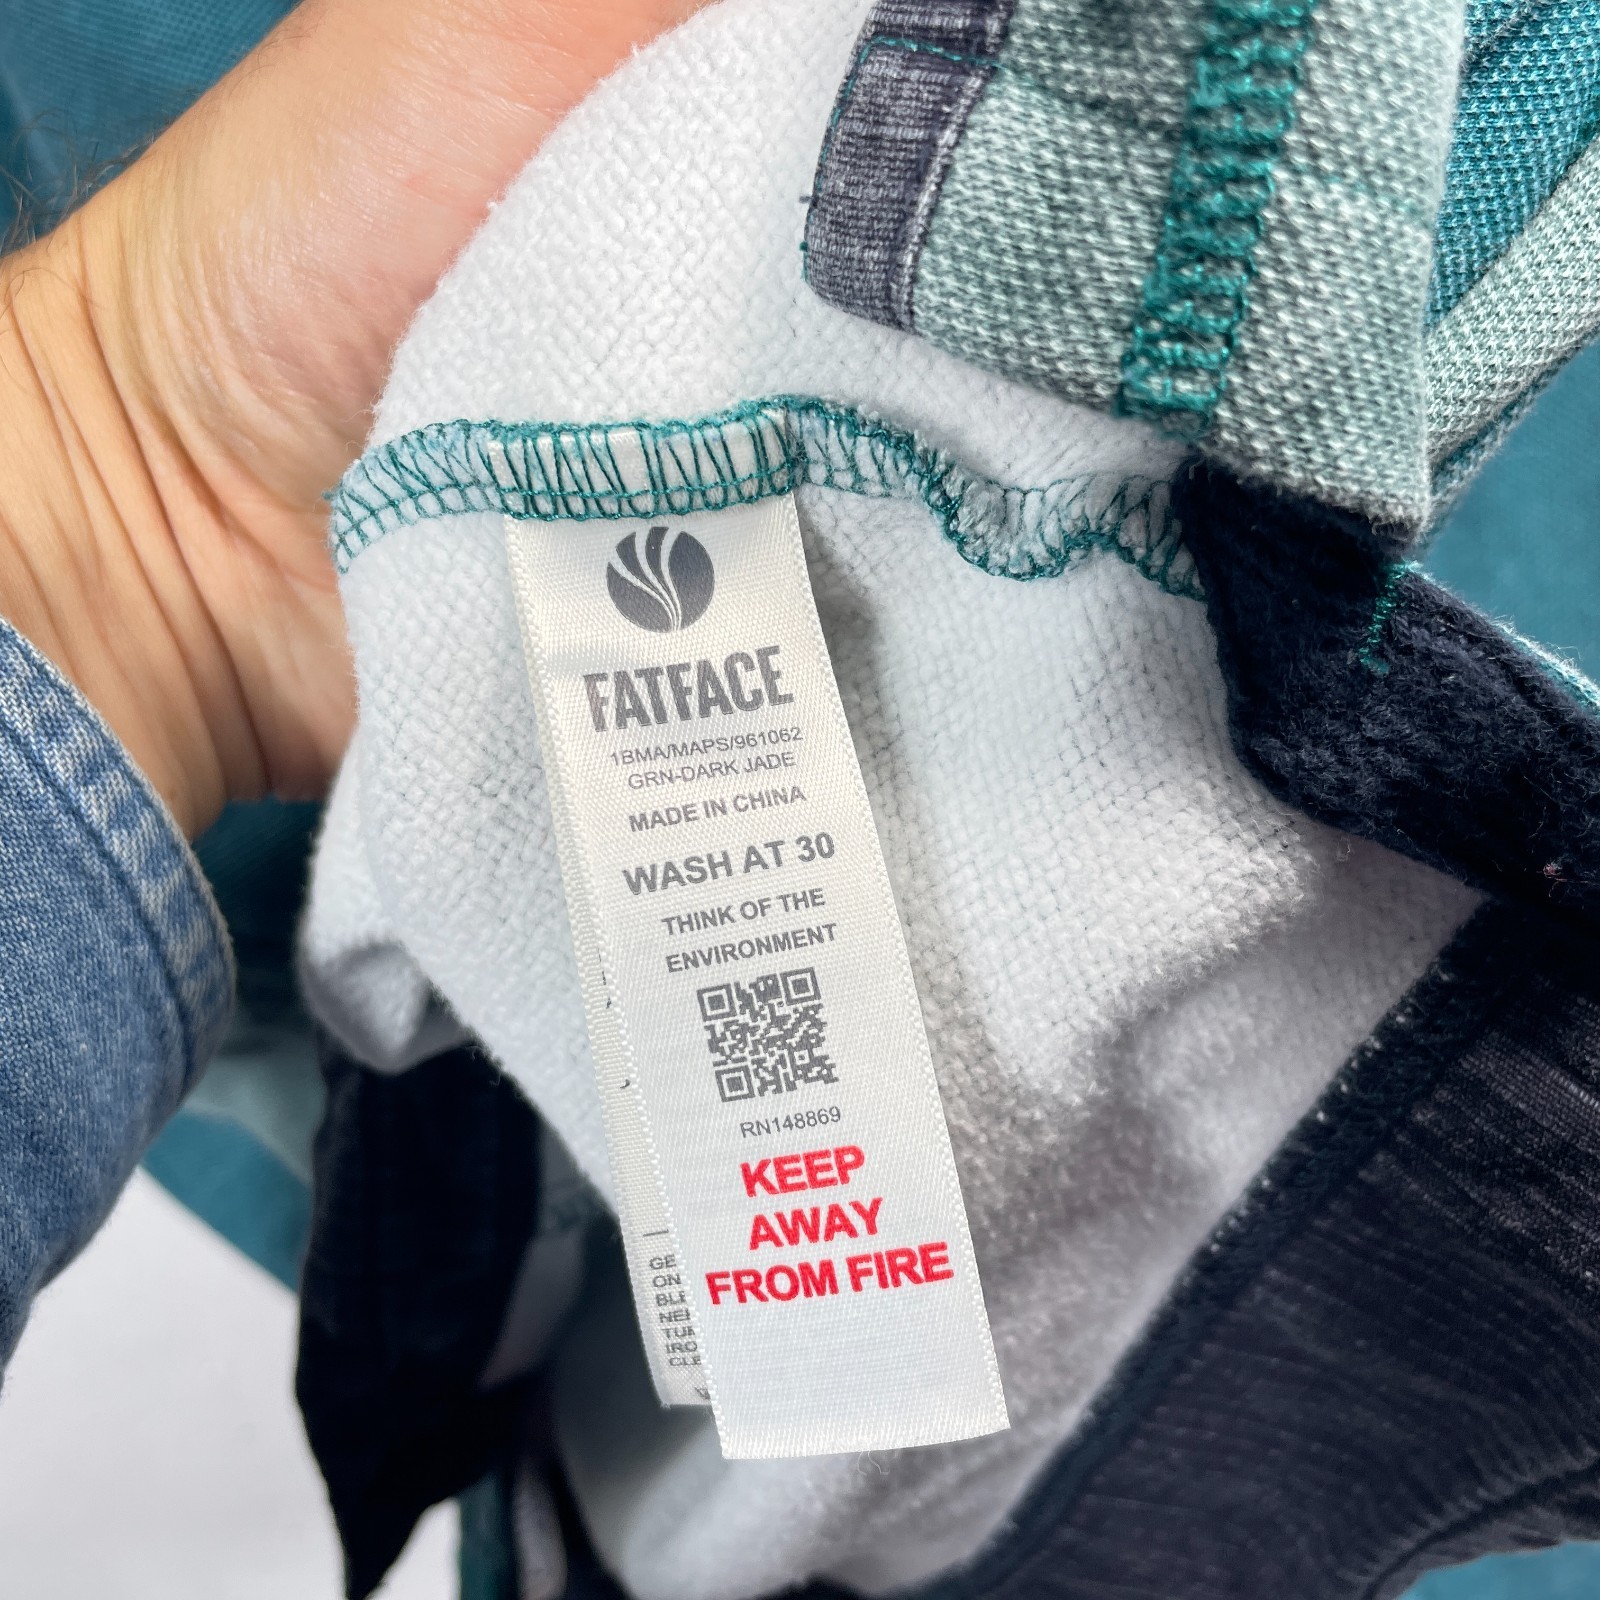 FATFACE
1BMA/MAPS/961062
GRN-DARK JADE
MADE IN CHINA
WASH AT 30
THINK OF THE
ENVIRONMENT
RN148869
KEEP
AWAY
FROM FIRE